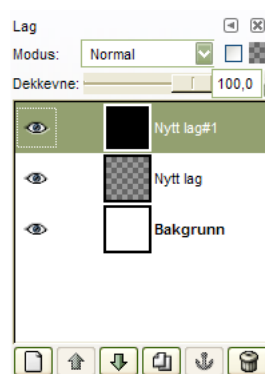 Lag
Modus: Normal
Dekkevne: 100,0
Nytt lag#1
Nytt lag
Bakgrunn